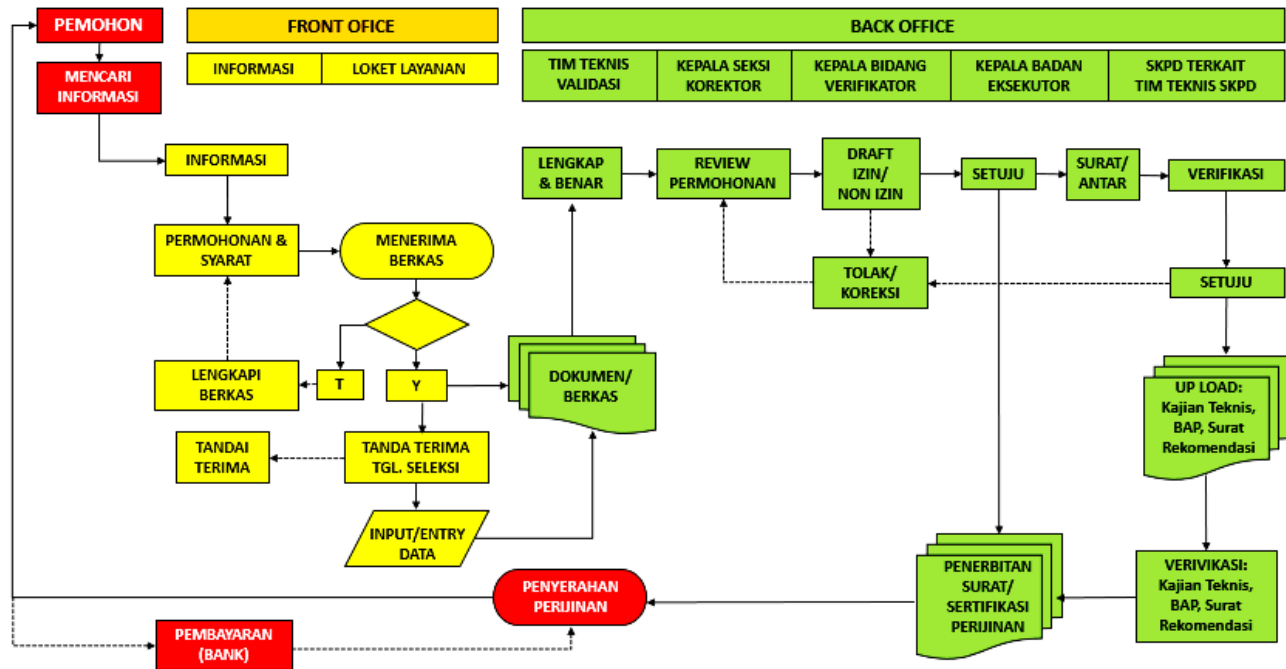 PEMOHON
FRONT OFICE
BACK OFFICE
MENCARI
INFORMASI
INFORMASI
LOKET LAYANAN
TIM TEKNIS
VALIDASI
KEPALA SEKSI
KOREKTOR
KEPALA BIDANG
VERIFIKATOR
KEPALA BADAN
EKSEKUTOR
SKPD TERKAIT
TIM TEKNIS SKPD
INFORMASI
LENGKAP
& BENAR
REVIEW
PERMOHONAN
DRAFT
IZIN/
NON IZIN
SETUJU
SURAT/
ANTAR
VERIFIKASI
PERMOHONAN &
SYARAT
MENERIMA
BERKAS
TOLAK/
KOREKSI
SETUJU
LENGKAPI
BERKAS
T
Y
DOKUMEN/
BERKAS
UP LOAD:
Kajian Teknis,
BAP, Surat
Rekomendasi
TANDAI
TERIMA
TANDA TERIMA
TGL. SELEKSI
INPUT/ENTRY
DATA
PENYERAHAN
PERIJINAN
PENERBITAN
SURAT/
SERTIFIKASI
PERIJINAN
VERIVIKASI:
Kajian Teknis,
BAP, Surat
Rekomendasi
PEMBAYARAN
(BANK)